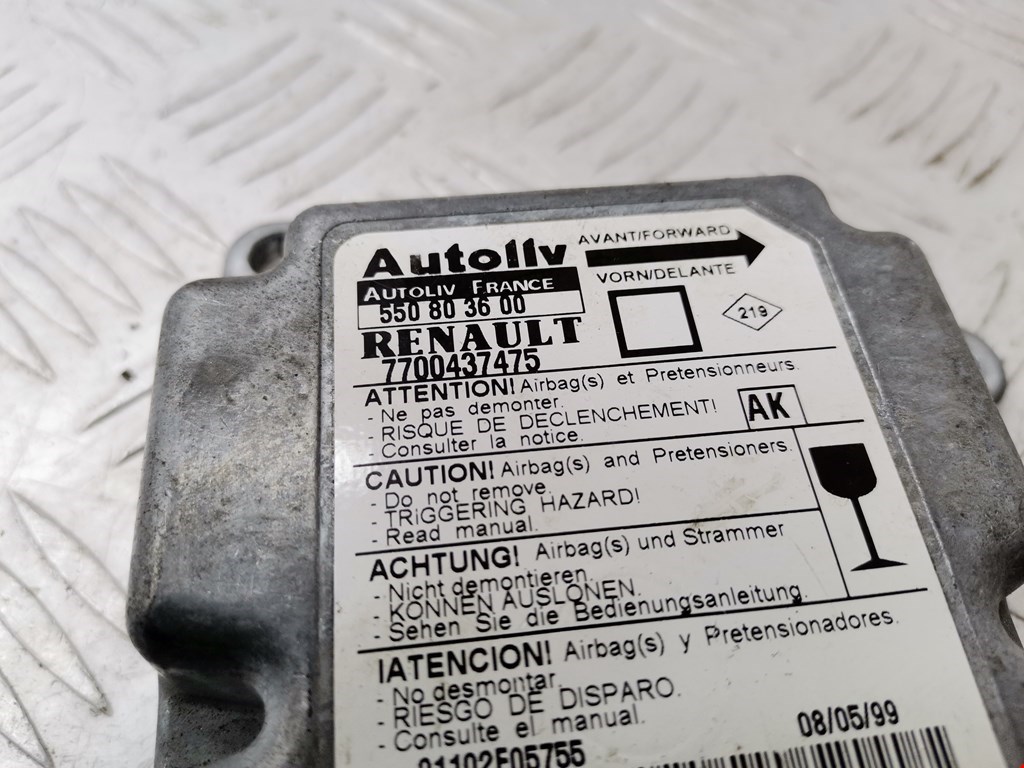 Autoliv
AVANT/FORWARD
AUTOLIV FRANCE
VORN/DELANTE
550 80 36 00
219
RENAULT
7700437475
ATTENTION! Airbag(s) et Pretensionneurs.
- Ne pas demonter.
- RISQUE DE DECLENCHEMENT!
- Consulter la notice.
AK
CAUTION! Airbag(s) and Pretensioners.
- Do not remove.
- TRIGGERING HAZARD!
- Read manual.
ACHTUNG! Airbag(s) und Strammer
- Nicht demontieren.
- KONNEN AUSLONEN.
- Sehen Sie die Bedienungsanleitung.
IATENCION! Airbag(s) y Pretensionadores.
- No desmontar.
- RIESGO DE DISPARO.
- Consulte el manual.
08/05/99
01102F05755